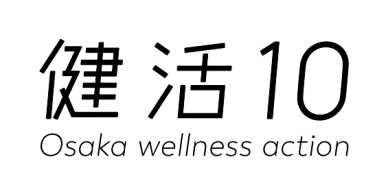 健活10
Osaka wellness action